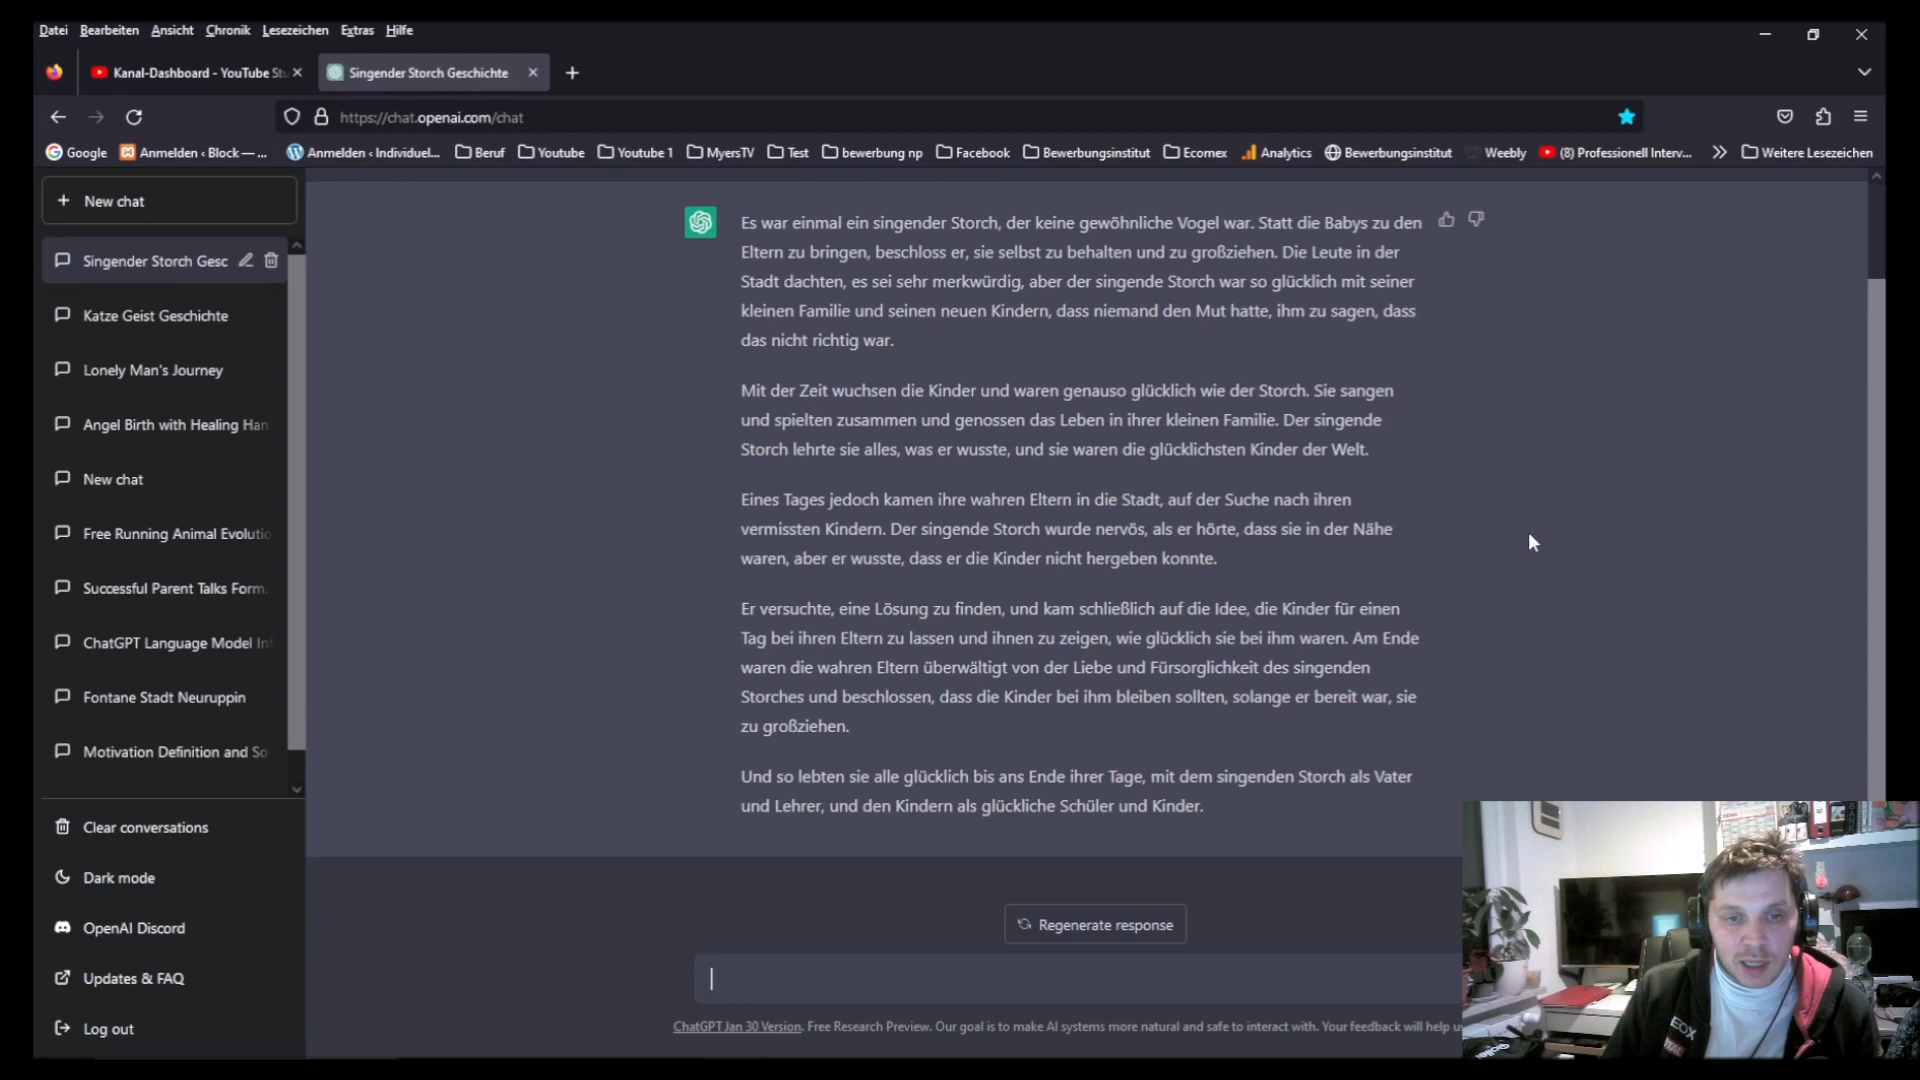 Datei Bearbeiten Ansicht Chronik Lesezeichen Extras Hilfe
Kanal-Dashboard - YouTube Stu
Singender Storch Geschichte
https://chat.openai.com/chat
Google Anmelden ‹ Block — ... Anmelden ‹ Individuel... Beruf Youtube Youtube 1 MyersTV Test bewerbung np Facebook Bewerbungsinstitut Ecomex Analytics Bewerbungsinstitut Weebly (8) Professionell Interv... Weitere Lesezeichen
+ New chat
Singender Storch Gesc
Katze Geist Geschichte
Lonely Man's Journey
Angel Birth with Healing Han
New chat
Free Running Animal Evolutio
Successful Parent Talks Form.
ChatGPT Language Model In
Fontane Stadt Neuruppin
Motivation Definition and So
Clear conversations
Dark mode
OpenAI Discord
Updates & FAQ
Log out
Es war einmal ein singender Storch, der keine gewöhnliche Vogel war. Statt die Babys zu den
Eltern zu bringen, beschloss er, sie selbst zu behalten und zu großziehen. Die Leute in der
Stadt dachten, es sei sehr merkwürdig, aber der singende Storch war so glücklich mit seiner
kleinen Familie und seinen neuen Kindern, dass niemand den Mut hatte, ihm zu sagen, dass
das nicht richtig war.
Mit der Zeit wuchsen die Kinder und waren genauso glücklich wie der Storch. Sie sangen
und spielten zusammen und genossen das Leben in ihrer kleinen Familie. Der singende
Storch lehrte sie alles, was er wusste, und sie waren die glücklichsten Kinder der Welt.
Eines Tages jedoch kamen ihre wahren Eltern in die Stadt, auf der Suche nach ihren
vermissten Kindern. Der singende Storch wurde nervös, als er hörte, dass sie in der Nähe
waren, aber er wusste, dass er die Kinder nicht hergeben konnte.
Er versuchte, eine Lösung zu finden, und kam schließlich auf die Idee, die Kinder für einen
Tag bei ihren Eltern zu lassen und ihnen zu zeigen, wie glücklich sie bei ihm waren. Am Ende
waren die wahren Eltern überwältigt von der Liebe und Fürsorglichkeit des singenden
Storches und beschlossen, dass die Kinder bei ihm bleiben sollten, solange er bereit war, sie
zu großziehen.
Und so lebten sie alle glücklich bis ans Ende ihrer Tage, mit dem singenden Storch als Vater
und Lehrer, und den Kindern als glückliche Schüler und Kinder.
Regenerate response
ChatGPT Jan 30 Version. Free Research Preview. Our goal is to make AI systems more natural and safe to interact with. Your feedback will help u